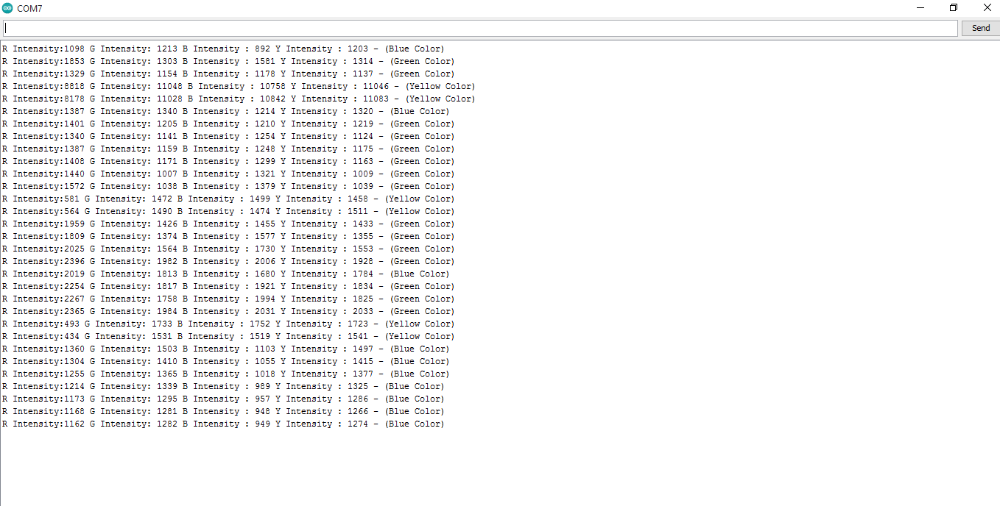 COM7
Send
R Intensity:1098 G Intensity: 1213 B Intensity : 892 Y Intensity : 1203 - (Blue Color)
R Intensity:1853 G Intensity: 1303 B Intensity : 1581 Y Intensity : 1314 - (Green Color)
R Intensity:1329 G Intensity: 1154 B Intensity : 1178 Y Intensity : 1137 - (Green Color)
R Intensity:8818 G Intensity: 11048 B Intensity : 10758 Y Intensity : 11046 - (Yellow Color)
R Intensity:8178 G Intensity: 11028 B Intensity : 10842 Y Intensity : 11083 - (Yellow Color)
R Intensity:1387 G Intensity: 1340 B Intensity : 1214 Y Intensity : 1320 - (Blue Color)
R Intensity:1401 G Intensity: 1205 B Intensity : 1210 Y Intensity : 1219 - (Green Color)
R Intensity:1340 G Intensity: 1141 B Intensity : 1254 Y Intensity : 1124 - (Green Color)
R Intensity:1387 G Intensity: 1159 B Intensity : 1248 Y Intensity : 1175 - (Green Color)
R Intensity:1408 G Intensity: 1171 B Intensity : 1299 Y Intensity : 1163 - (Green Color)
R Intensity:1440 G Intensity: 1007 B Intensity : 1321 Y Intensity : 1009 - (Green Color)
R Intensity:1572 G Intensity: 1038 B Intensity : 1379 Y Intensity : 1039 - (Green Color)
R Intensity:581 G Intensity: 1472 B Intensity : 1499 Y Intensity : 1458 - (Yellow Color)
R Intensity:564 G Intensity: 1490 B Intensity : 1474 Y Intensity : 1511 - (Yellow Color)
R Intensity:1959 G Intensity: 1426 B Intensity : 1455 Y Intensity : 1433 - (Green Color)
R Intensity:1809 G Intensity: 1374 B Intensity : 1577 Y Intensity : 1355 - (Green Color)
R Intensity:2025 G Intensity: 1564 B Intensity : 1730 Y Intensity : 1553 - (Green Color)
R Intensity:2396 G Intensity: 1982 B Intensity : 2006 Y Intensity : 1928 - (Green Color)
R Intensity:2019 G Intensity: 1813 B Intensity : 1680 Y Intensity : 1784 - (Blue Color)
R Intensity:2254 G Intensity: 1817 B Intensity : 1921 Y Intensity : 1834 - (Green Color)
R Intensity:2267 G Intensity: 1758 B Intensity : 1994 Y Intensity : 1825 - (Green Color)
R Intensity:2365 G Intensity: 1984 B Intensity : 2031 Y Intensity : 2033 - (Green Color)
R Intensity:493 G Intensity: 1733 B Intensity : 1752 Y Intensity : 1723 - (Yellow Color)
R Intensity:434 G Intensity: 1531 B Intensity : 1519 Y Intensity : 1541 - (Yellow Color)
R Intensity:1360 G Intensity: 1503 B Intensity : 1103 Y Intensity : 1497 - (Blue Color)
R Intensity:1304 G Intensity: 1410 B Intensity : 1055 Y Intensity : 1415 - (Blue Color)
R Intensity:1255 G Intensity: 1365 B Intensity : 1018 Y Intensity : 1377 - (Blue Color)
R Intensity:1214 G Intensity: 1339 B Intensity : 989 Y Intensity : 1325 - (Blue Color)
R Intensity:1173 G Intensity: 1295 B Intensity : 957 Y Intensity : 1286 - (Blue Color)
R Intensity:1168 G Intensity: 1281 B Intensity : 948 Y Intensity : 1266 - (Blue Color)
R Intensity:1162 G Intensity: 1282 B Intensity : 949 Y Intensity : 1274 - (Blue Color)